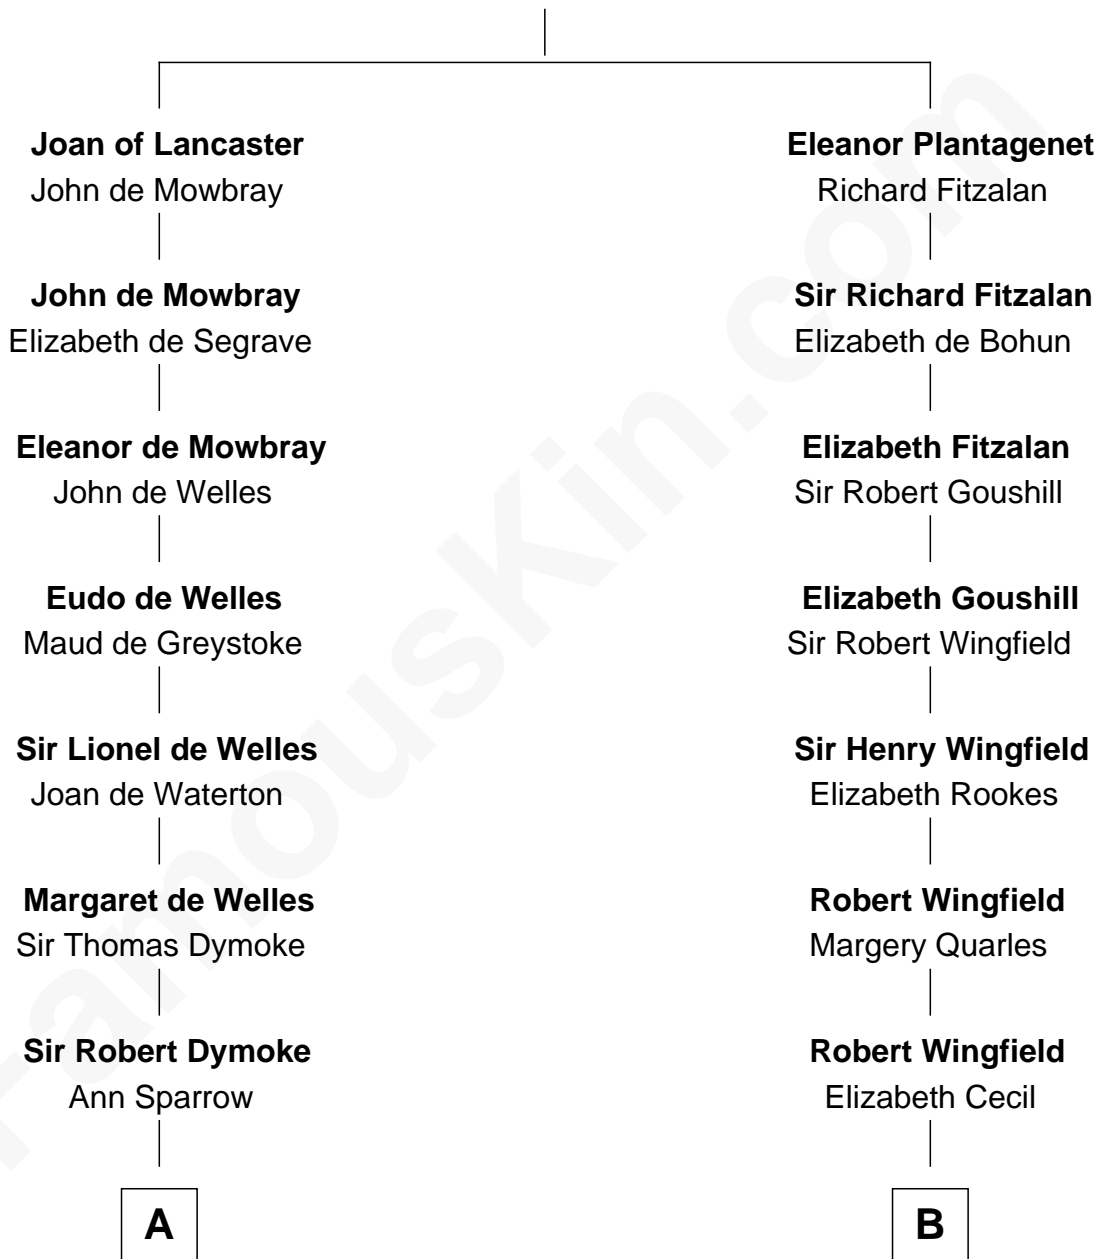 Joan of Lancaster
John de Mowbray
John de Mowbray
Elizabeth de Segrave
Eleanor de Mowbray
John de Welles
Eudo de Welles
Maud de Greystoke
Sir Lionel de Welles
Joan de Waterton
Margaret de Welles
Sir Thomas Dymoke
Sir Robert Dymoke
Ann Sparrow
A
Eleanor Plantagenet
Richard Fitzalan
Sir Richard Fitzalan
Elizabeth de Bohun
Elizabeth Fitzalan
Sir Robert Goushill
Elizabeth Goushill
Sir Robert Wingfield
Sir Henry Wingfield
Elizabeth Rookes
Robert Wingfield
Margery Quarles
Robert Wingfield
Elizabeth Cecil
B
FamousKin.com